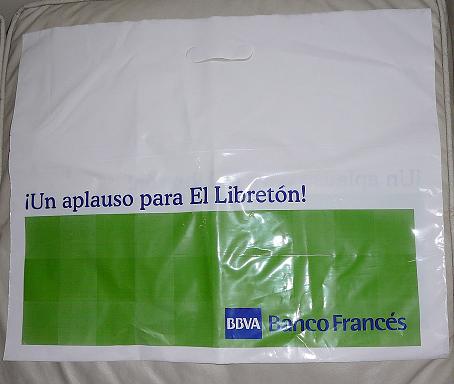 ¡Un aplauso para El Libretón!
BBVA Banco Francés